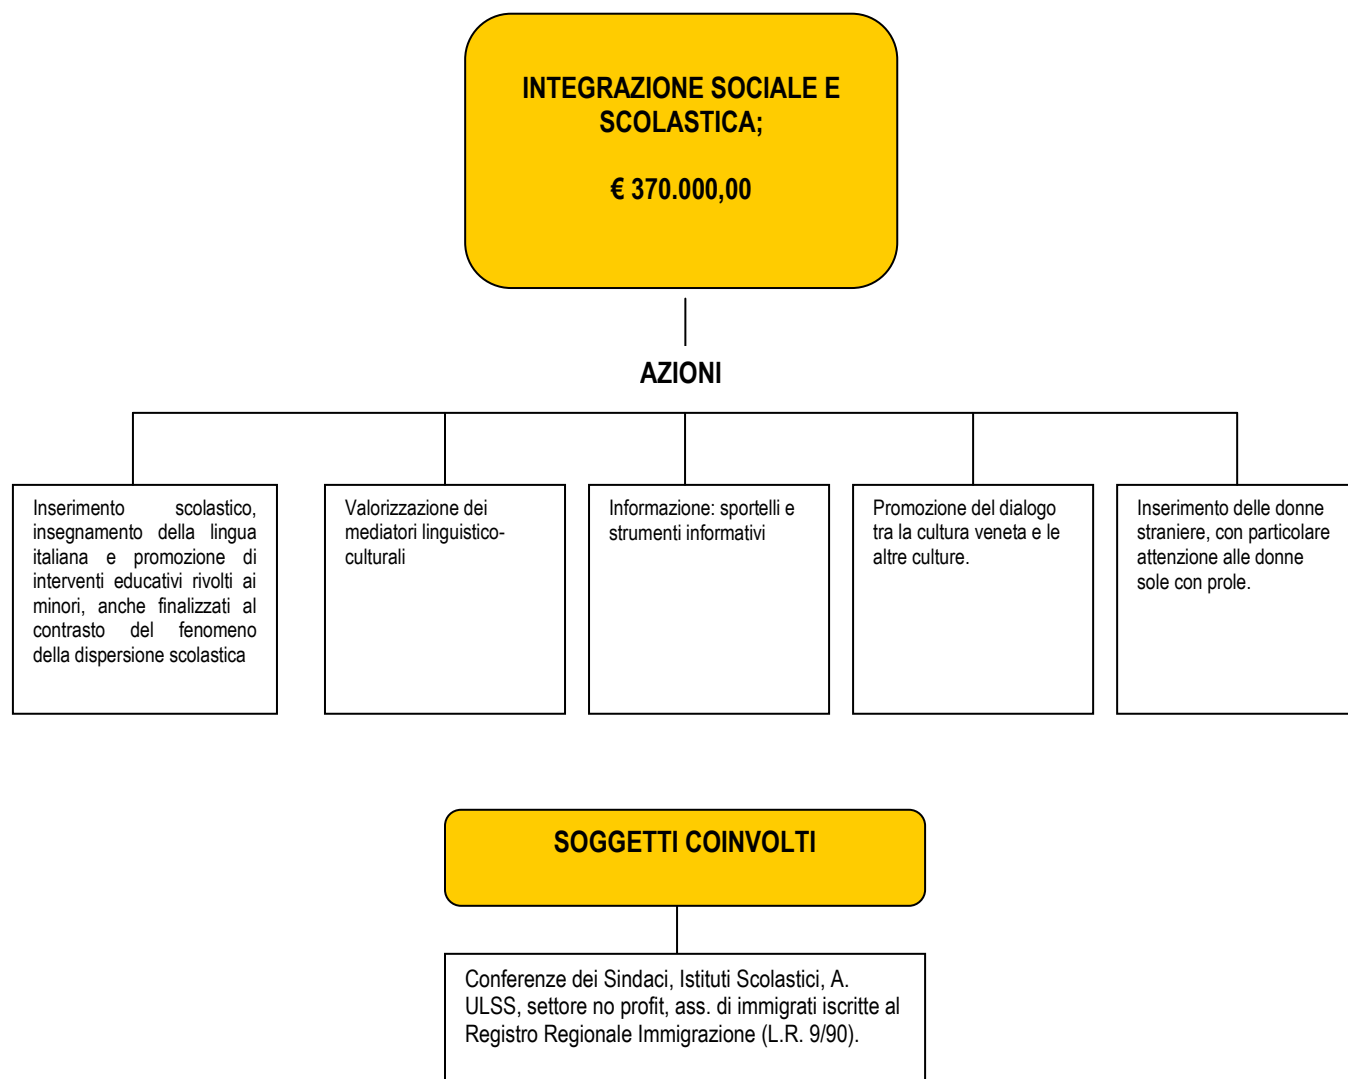 INTEGRAZIONE SOCIALE E
SCOLASTICA;
€ 370.000,00
AZIONI
Inserimento scolastico,
insegnamento della lingua
italiana e promozione di
interventi educativi rivolti ai
minori, anche finalizzati al
contrasto del fenomeno
della dispersione scolastica
Valorizzazione dei
mediatori linguistico-
culturali
Informazione: sportelli e
strumenti informativi
Promozione del dialogo
tra la cultura veneta e le
altre culture.
Inserimento delle donne
straniere, con particolare
attenzione alle donne
sole con prole.
SOGGETTI COINVOLTI
Conferenze dei Sindaci, Istituti Scolastici, A.
ULSS, settore no profit, ass. di immigrati iscritte al
Registro Regionale Immigrazione (L.R. 9/90).